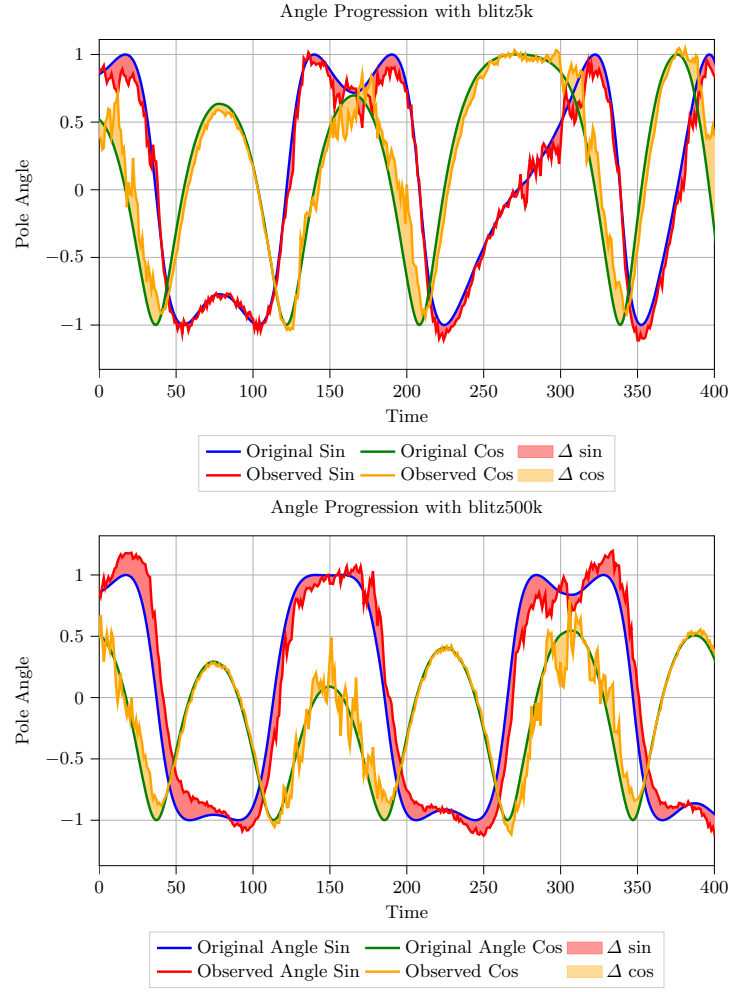 Angle Progression with blitz5k
1
0.5
0
−0.5
−1
Pole Angle
0 50 100 150 200 250 300 350 400
Time
Original Sin Original Cos Δ sin
Observed Sin Observed Cos Δ cos
Angle Progression with blitz500k
1
0.5
0
−0.5
−1
Pole Angle
0 50 100 150 200 250 300 350 400
Time
Original Angle Sin Original Angle Cos Δ sin
Observed Angle Sin Observed Cos Δ cos